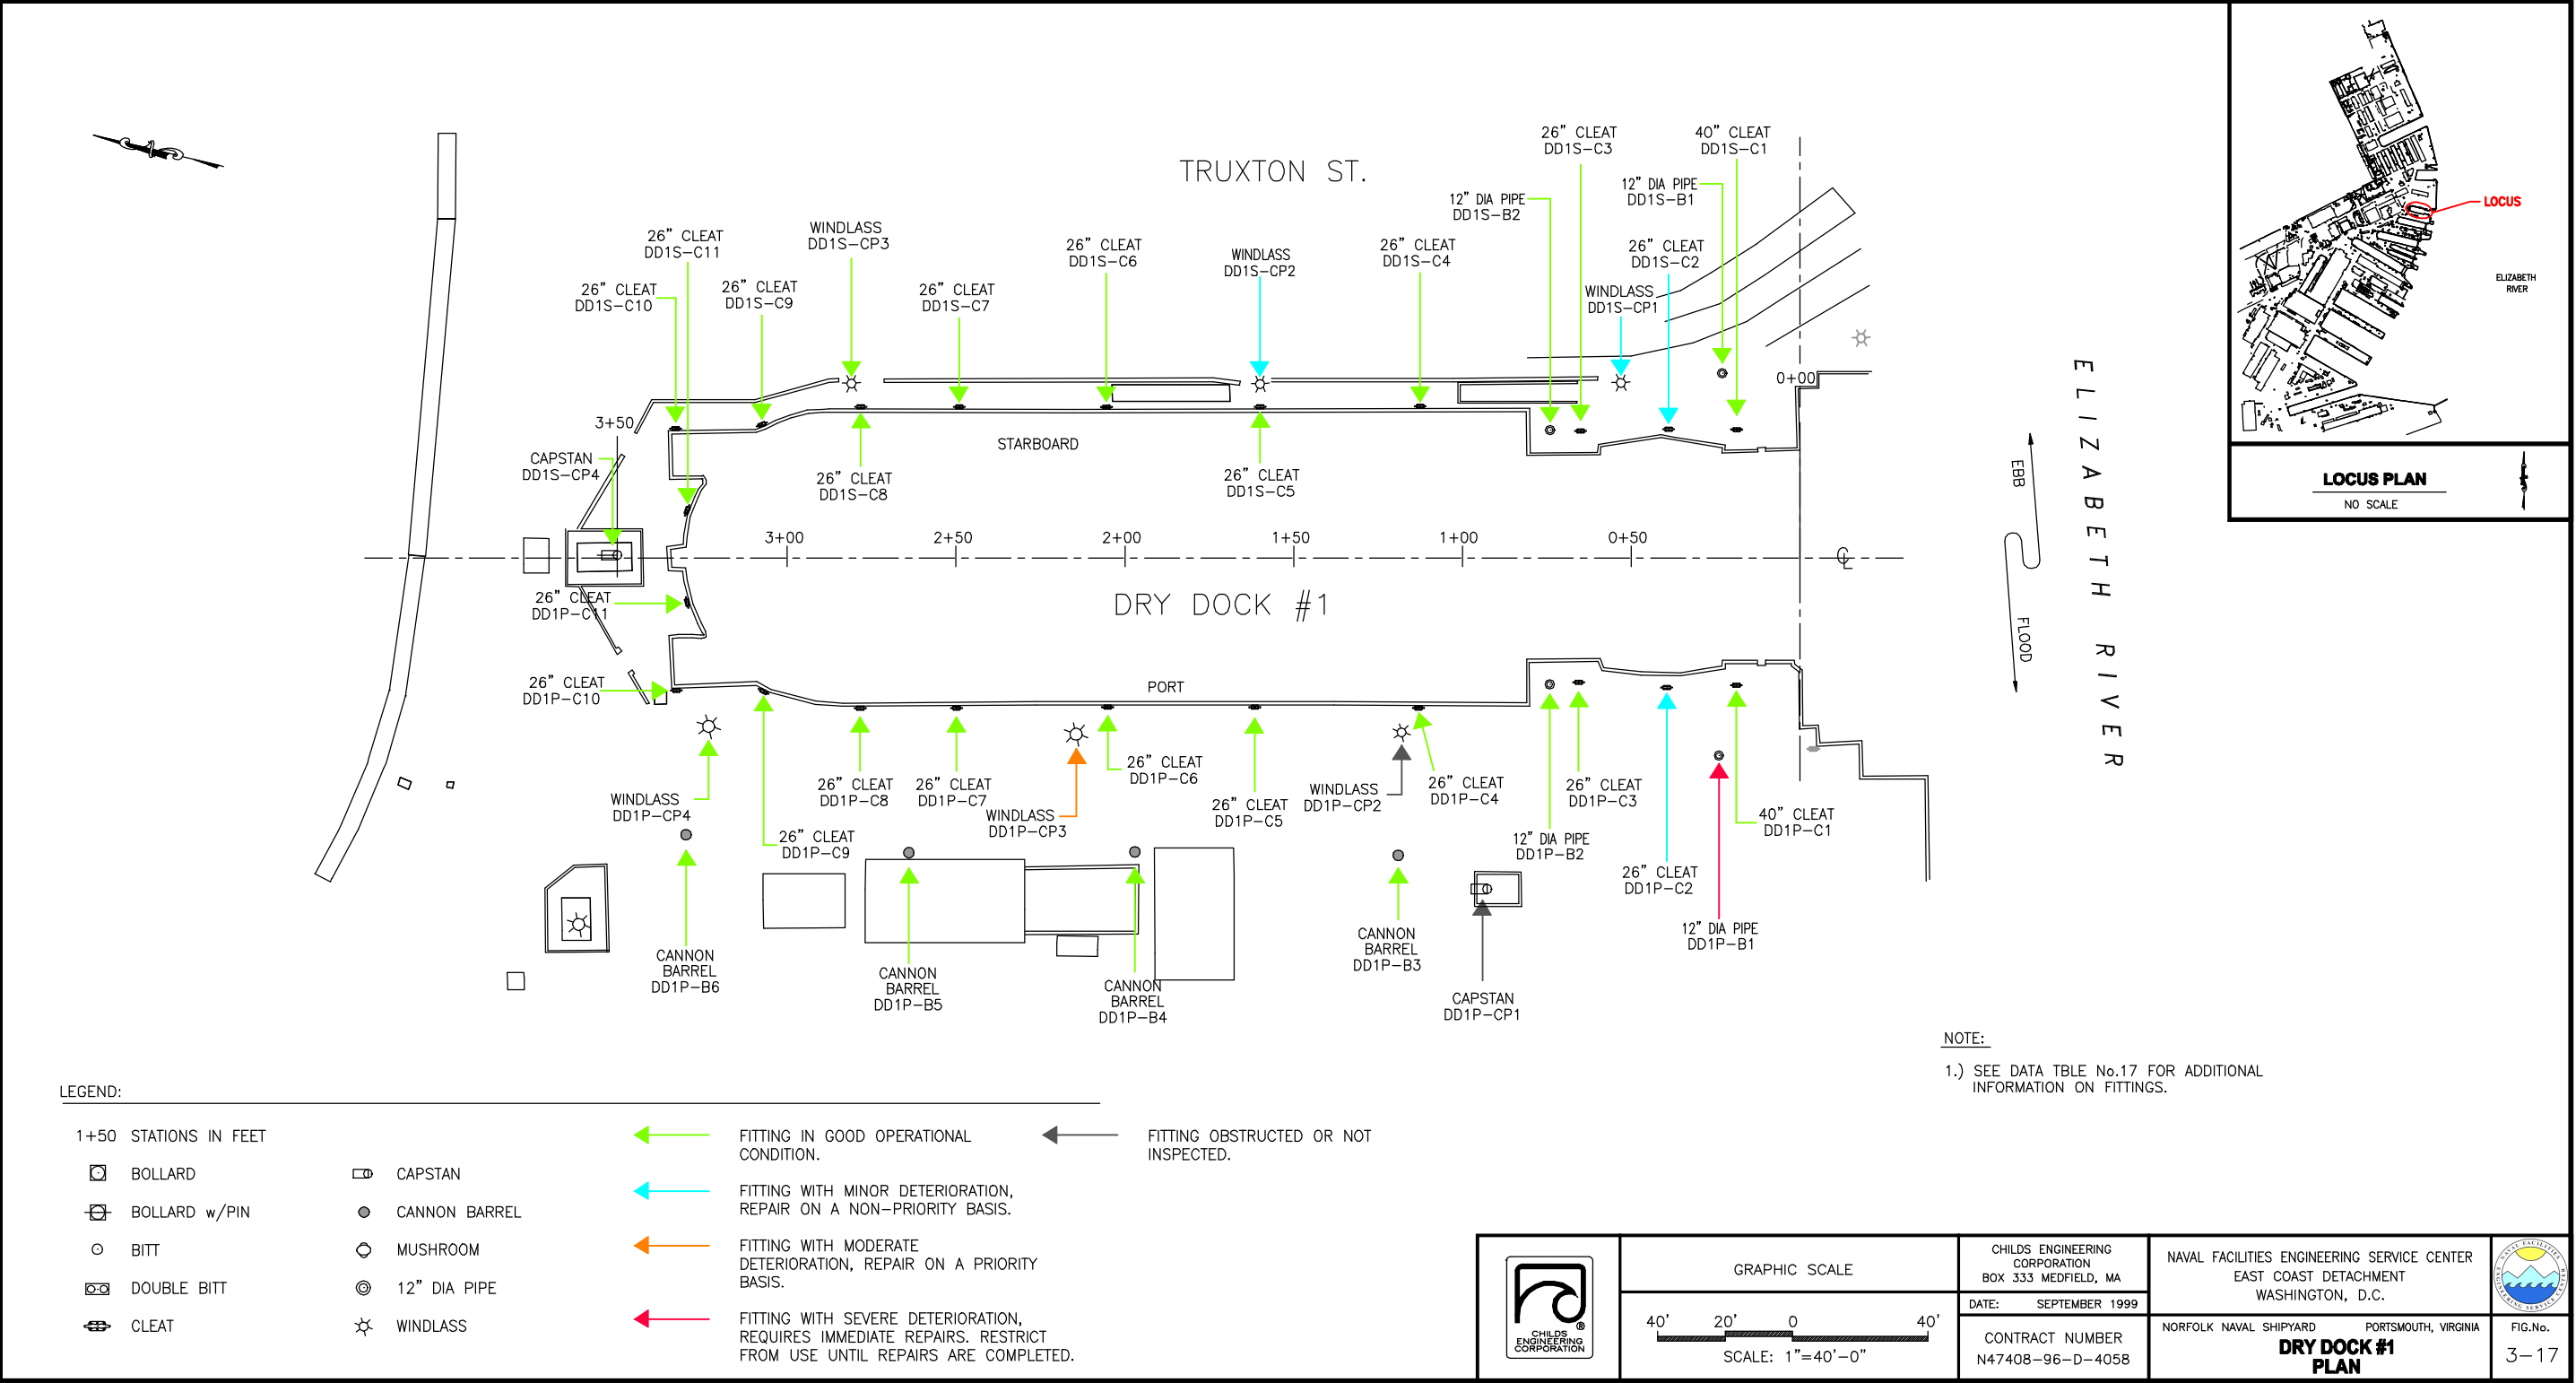 TRUXTON ST.
26" CLEAT
DD1S-C3
40" CLEAT
DD1S-C1
12" DIA PIPE
DD1S-B2
12" DIA PIPE
DD1S-B1
26" CLEAT
DD1S-C11
WINDLASS
DD1S-CP3
26" CLEAT
DD1S-C6
WINDLASS
DD1S-CP2
26" CLEAT
DD1S-C4
26" CLEAT
DD1S-C2
26" CLEAT
DD1S-C10
26" CLEAT
DD1S-C9
26" CLEAT
DD1S-C7
WINDLASS
DD1S-CP1
0+00
3+50
STARBOARD
CAPSTAN
DD1S-CP4
26" CLEAT
DD1S-C8
26" CLEAT
DD1S-C5
3+00
2+50
2+00
1+50
1+00
0+50
CL
DRY DOCK #1
26" CLEAT
DD1P-C11
26" CLEAT
DD1P-C10
PORT
EBB
FLOOD
ELIZABETH RIVER
WINDLASS
DD1P-CP4
26" CLEAT
DD1P-C9
26" CLEAT
DD1P-C8
26" CLEAT
DD1P-C7
WINDLASS
DD1P-CP3
26" CLEAT
DD1P-C6
26" CLEAT
DD1P-C5
WINDLASS
DD1P-CP2
26" CLEAT
DD1P-C4
12" DIA PIPE
DD1P-B2
26" CLEAT
DD1P-C3
26" CLEAT
DD1P-C2
40" CLEAT
DD1P-C1
12" DIA PIPE
DD1P-B1
CANNON
BARREL
DD1P-B6
CANNON
BARREL
DD1P-B5
CANNON
BARREL
DD1P-B4
CANNON
BARREL
DD1P-B3
CAPSTAN
DD1P-CP1
LOCUS
ELIZABETH
RIVER
LOCUS PLAN
NO SCALE
NOTE:
1.) SEE DATA TBLE No.17 FOR ADDITIONAL
INFORMATION ON FITTINGS.
LEGEND:
1+50 STATIONS IN FEET
BOLLARD
BOLLARD w/PIN
BITT
DOUBLE BITT
CLEAT
CAPSTAN
CANNON BARREL
MUSHROOM
12" DIA PIPE
WINDLASS
FITTING IN GOOD OPERATIONAL
CONDITION.
FITTING WITH MINOR DETERIORATION,
REPAIR ON A NON-PRIORITY BASIS.
FITTING WITH MODERATE
DETERIORATION, REPAIR ON A PRIORITY
BASIS.
FITTING WITH SEVERE DETERIORATION,
REQUIRES IMMEDIATE REPAIRS. RESTRICT
FROM USE UNTIL REPAIRS ARE COMPLETED.
FITTING OBSTRUCTED OR NOT
INSPECTED.
®
CHILDS
ENGINEERING
CORPORATION
GRAPHIC SCALE
40' 20' 0 40'
SCALE: 1"=40'-0"
CHILDS ENGINEERING
CORPORATION
BOX 333 MEDFIELD, MA
DATE: SEPTEMBER 1999
CONTRACT NUMBER
N47408-96-D-4058
NAVAL FACILITIES ENGINEERING SERVICE CENTER
EAST COAST DETACHMENT
WASHINGTON, D.C.
NORFOLK NAVAL SHIPYARD PORTSMOUTH, VIRGINIA
DRY DOCK #1
PLAN
NAVAL FACILITIES
ENGINEERING SERVICE CENTER
FIG.No.
3-17